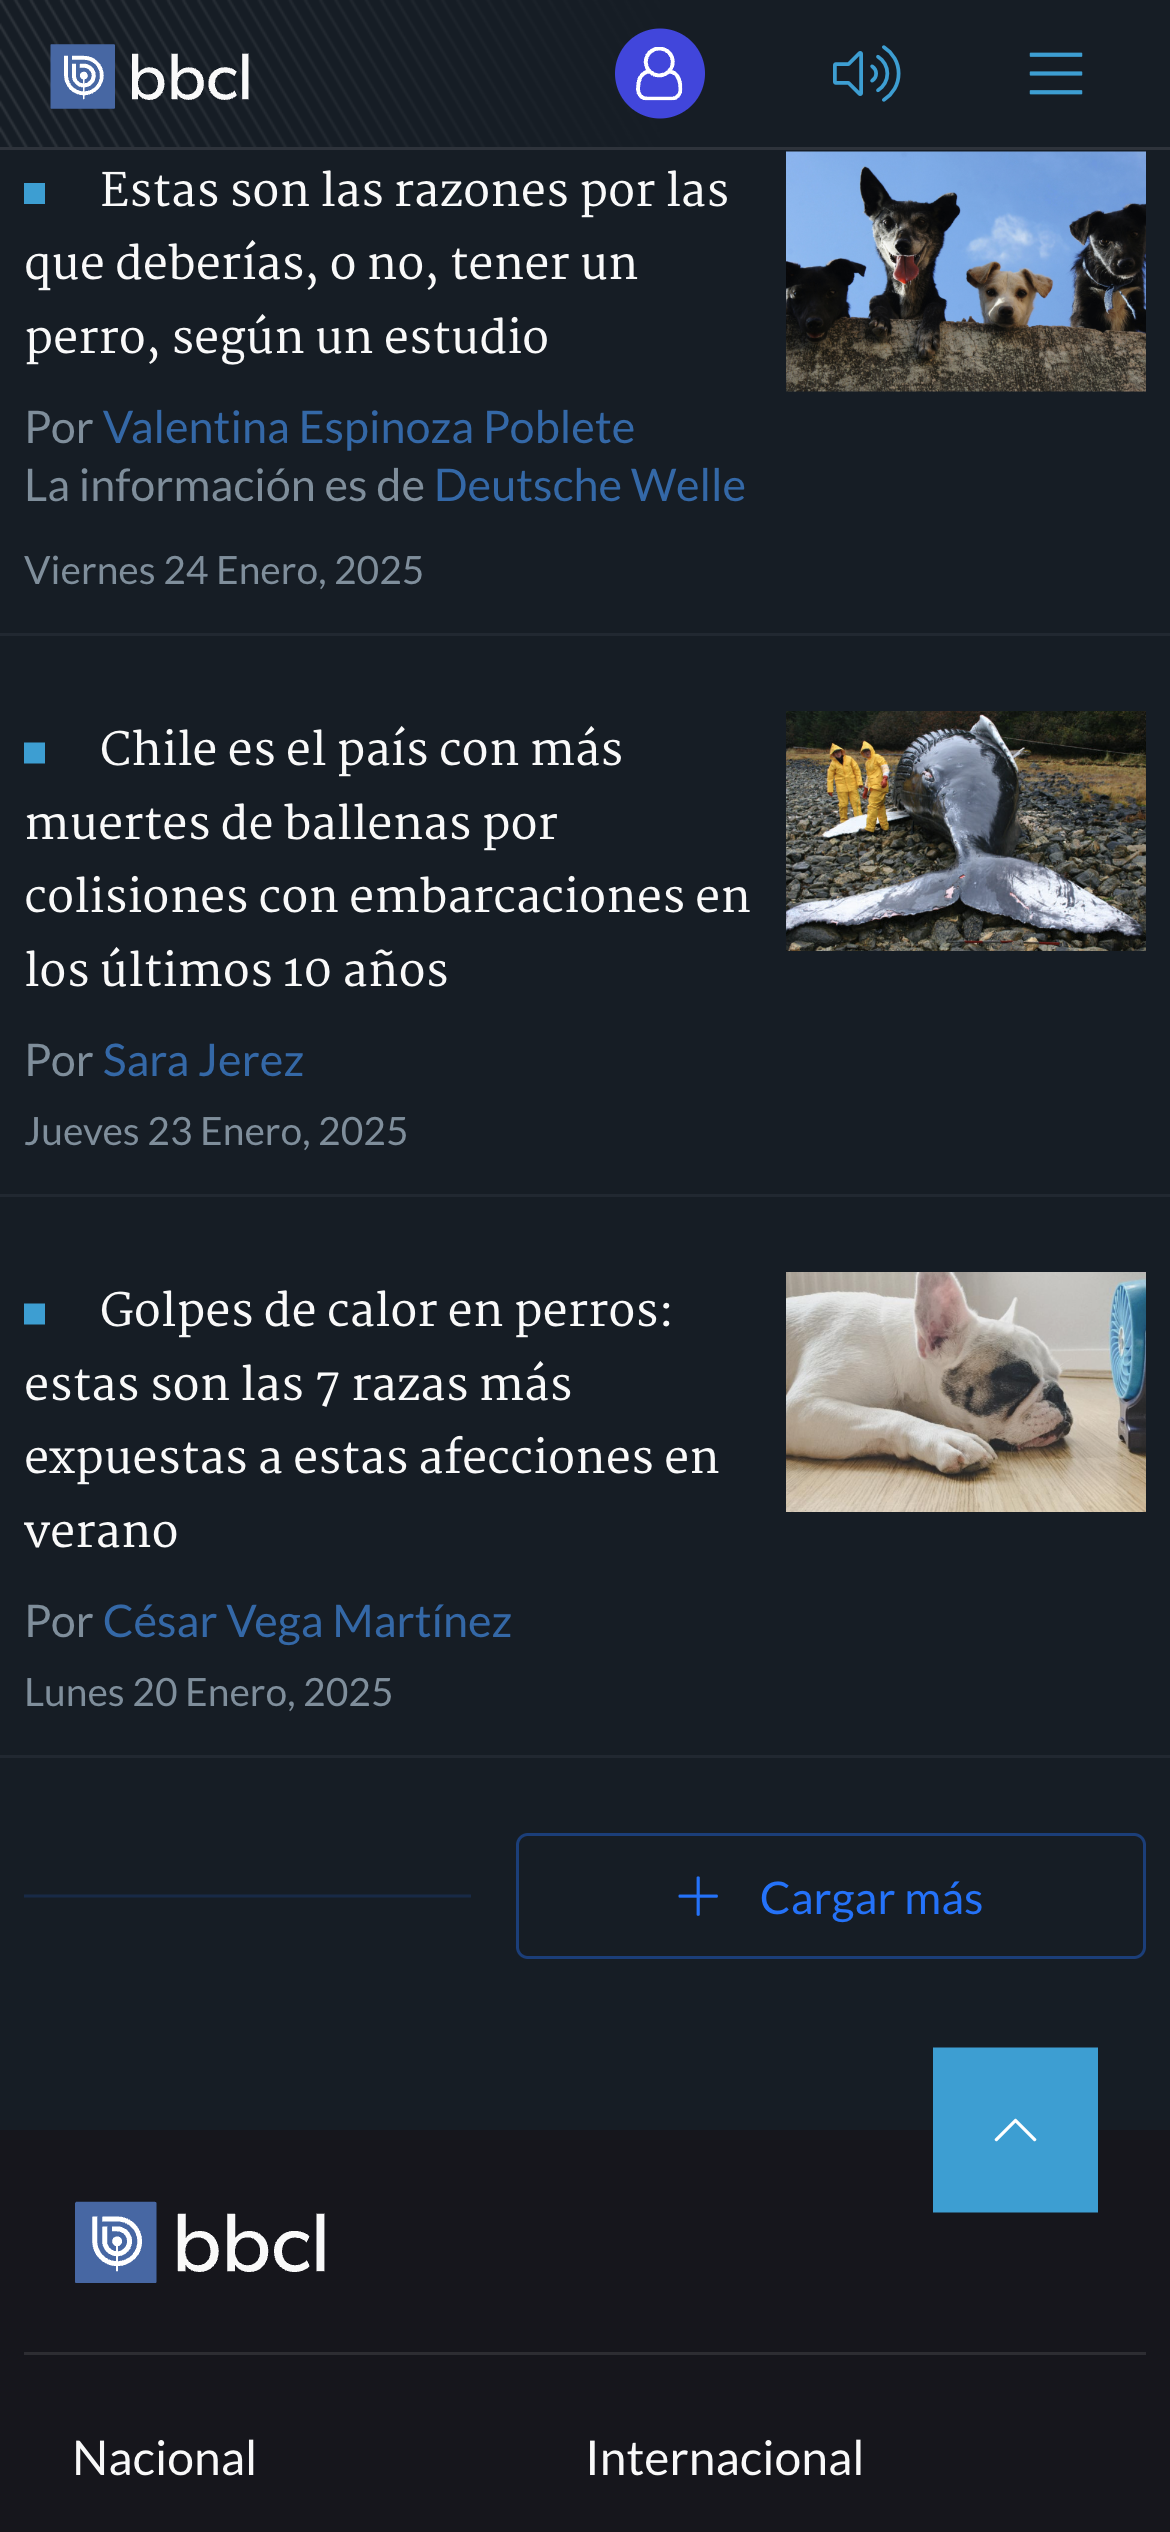 bbcl
Estas son las razones por las
que deberías, o no, tener un
perro, según un estudio
Por Valentina Espinoza Poblete
La información es de Deutsche Welle
Viernes 24 Enero, 2025
Chile es el país con más
muertes de ballenas por
colisiones con embarcaciones en
los últimos 10 años
Por Sara Jerez
Jueves 23 Enero, 2025
Golpes de calor en perros:
estas son las 7 razas más
expuestas a estas afecciones en
verano
Por César Vega Martínez
Lunes 20 Enero, 2025
Cargar más
bbcl
Nacional
Internacional